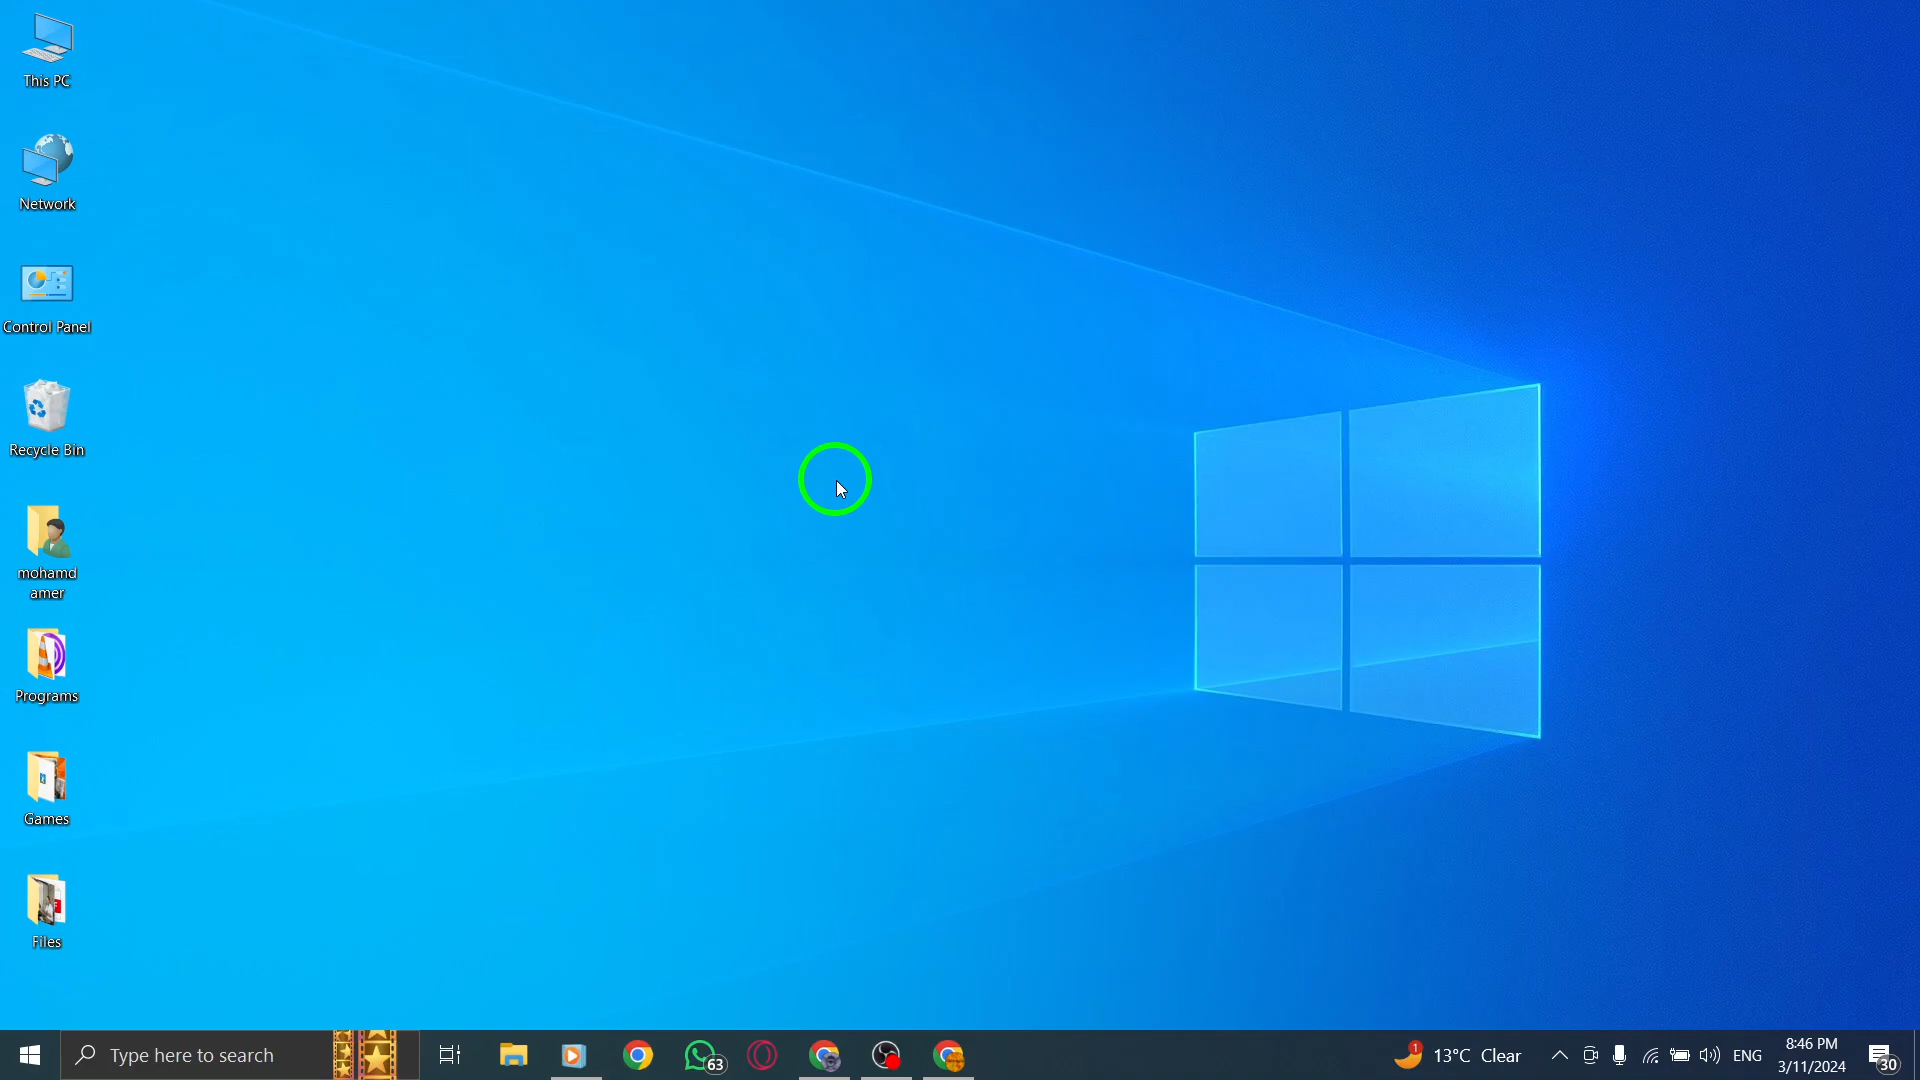 This PC
Network
Control Panel
Recycle Bin
mohamd
amer
Programs
Games
Files
Type here to search
63
1
13°C Clear
ENG
8:46 PM
3/11/2024
30